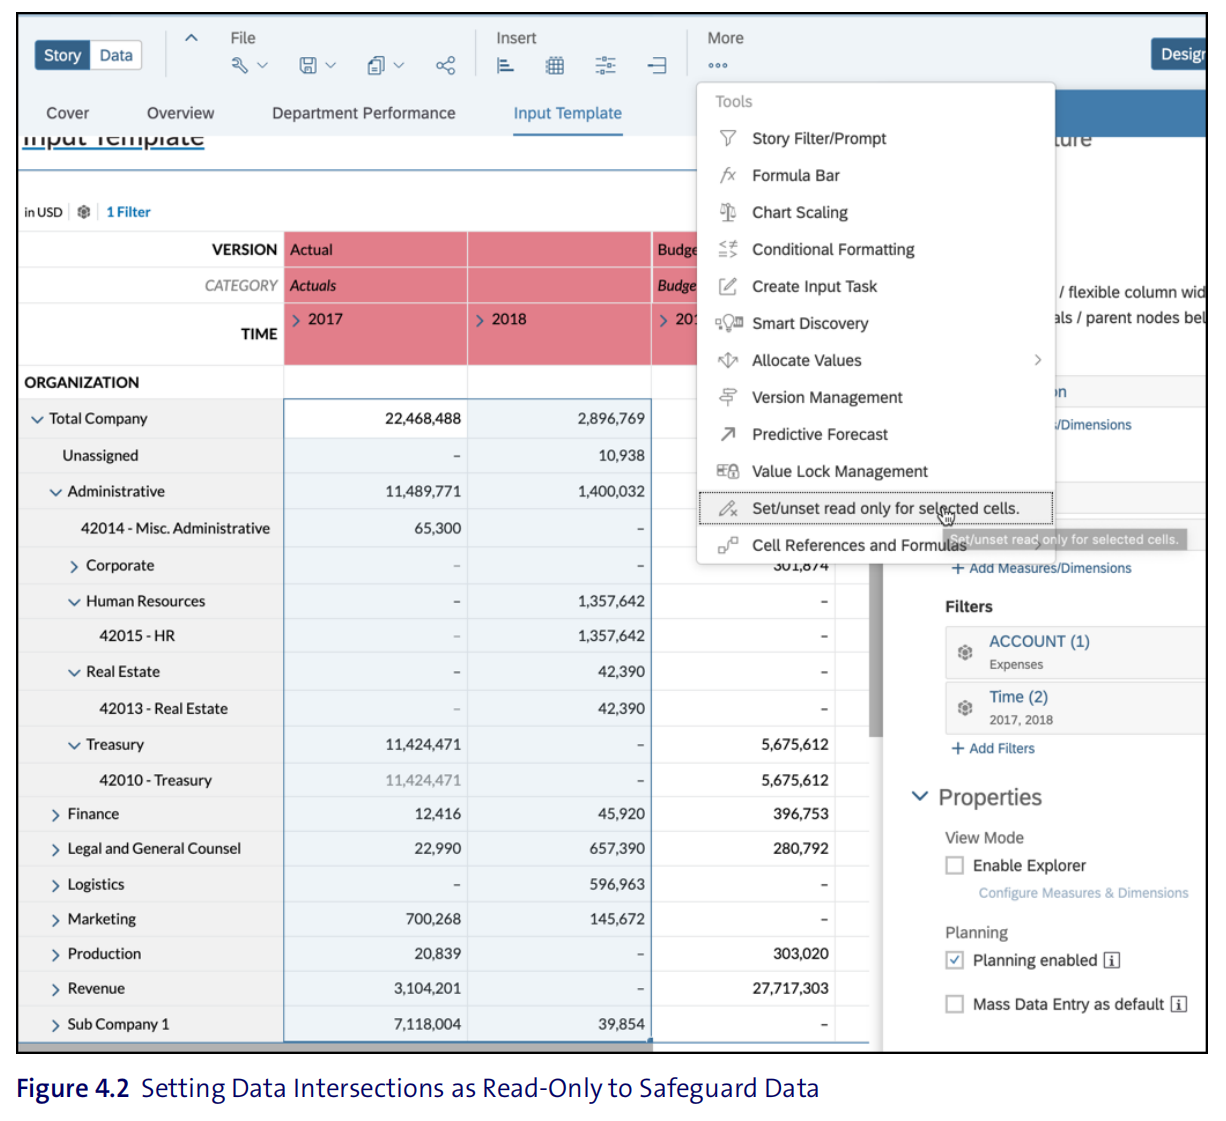 File Insert More
Story Data Design
Cover Overview Department Performance Input Template
Tools
Input Template
Story Filter/Prompt
Formula Bar
Chart Scaling
Conditional Formatting
Create Input Task
Smart Discovery
Allocate Values
Version Management
Predictive Forecast
Value Lock Management
Set/unset read only for selected cells.
Cell References and Formulas
Set/unset read only for selected cells.
in USD 1 Filter
VERSION Actual Budge
CATEGORY Actuals Budge
TIME 2017 2018 201
ORGANIZATION
Total Company 22,468,488 2,896,769
Unassigned – 10,938
Administrative 11,489,771 1,400,032
42014 - Misc. Administrative 65,300 –
Corporate – – 301,874
Human Resources – 1,357,642 –
42015 - HR – 1,357,642 –
Real Estate – 42,390 –
42013 - Real Estate – 42,390 –
Treasury 11,424,471 – 5,675,612
42010 - Treasury 11,424,471 – 5,675,612
Finance 12,416 45,920 396,753
Legal and General Counsel 22,990 657,390 280,792
Logistics – 596,963 –
Marketing 700,268 145,672 –
Production 20,839 – 303,020
Revenue 3,104,201 – 27,717,303
Sub Company 1 7,118,004 39,854 –
ture
/ flexible column wid
als / parent nodes bel
on
s/Dimensions
+ Add Measures/Dimensions
Filters
ACCOUNT (1)
Expenses
Time (2)
2017, 2018
+ Add Filters
Properties
View Mode
Enable Explorer
Configure Measures & Dimensions
Planning
Planning enabled i
Mass Data Entry as default i
Figure 4.2 Setting Data Intersections as Read-Only to Safeguard Data